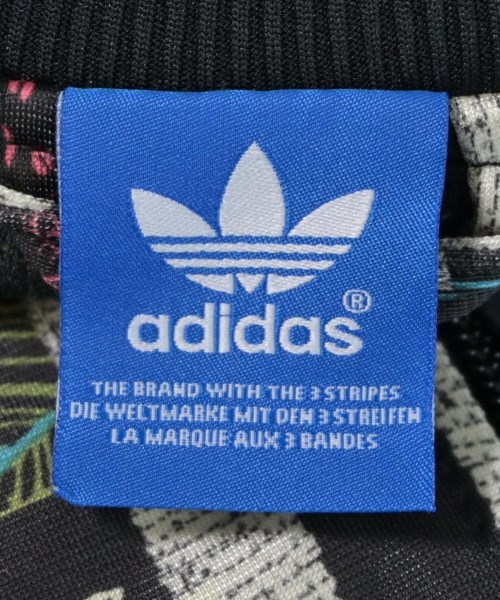 adidas®
THE BRAND WITH THE 3 STRIPES
DIE WELTMARKE MIT DEN 3 STREIFEN
LA MARQUE AUX 3 BANDES